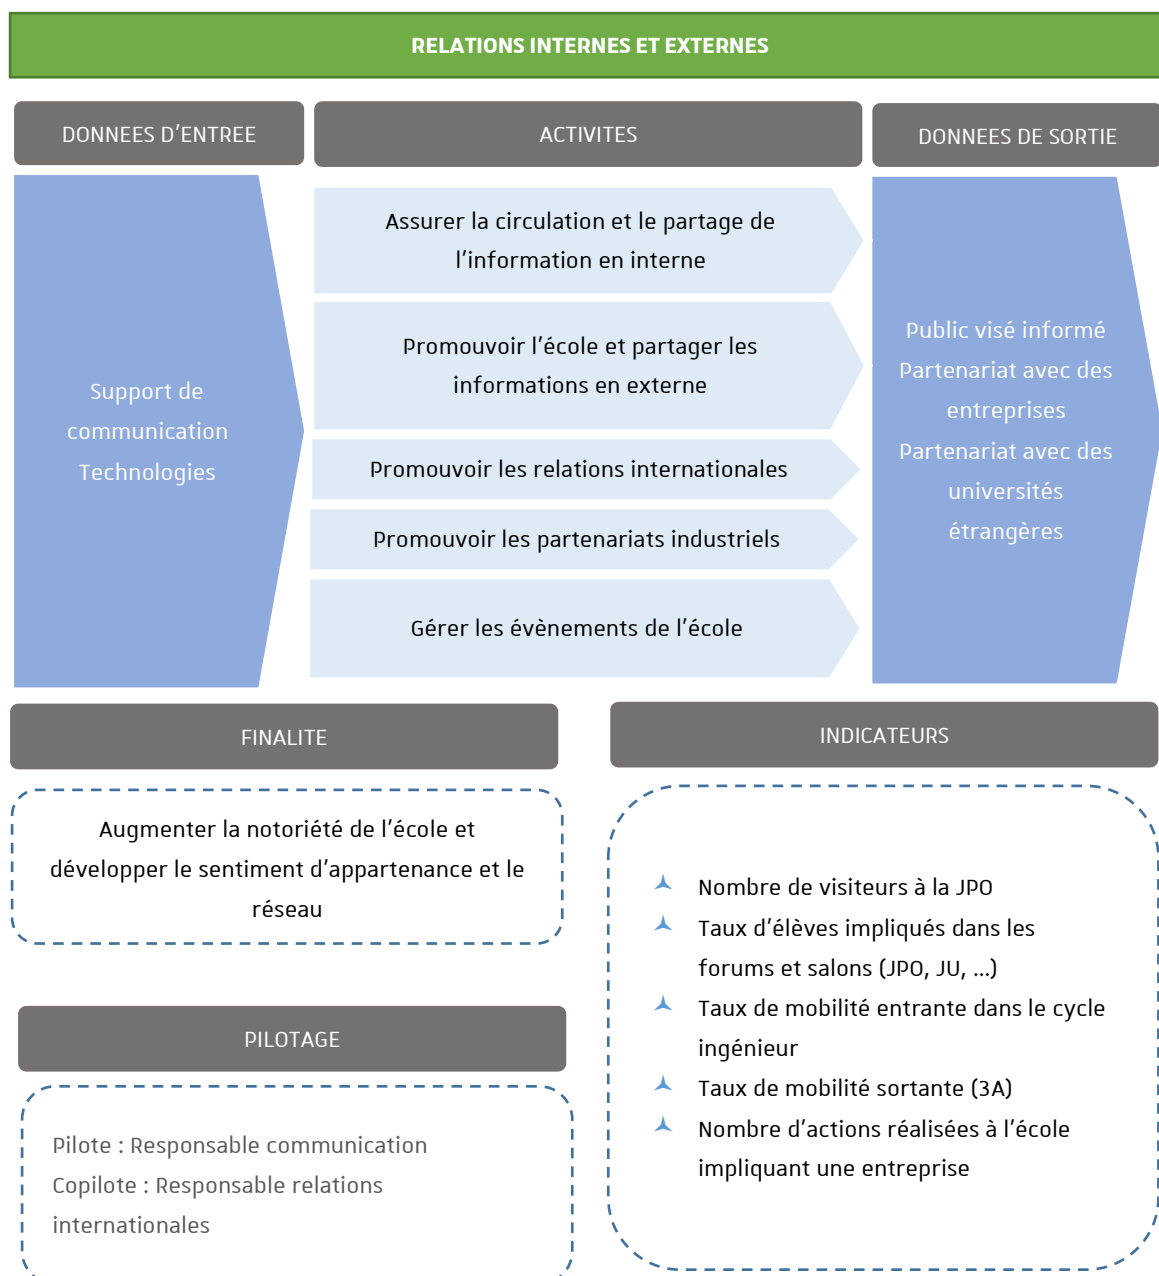 RELATIONS INTERNES ET EXTERNES
DONNEES D'ENTREE
ACTIVITES
DONNEES DE SORTIE
Support de
communication
Technologies
Assurer la circulation et le partage de
l'information en interne
Promouvoir l'école et partager les
informations en externe
Promouvoir les relations internationales
Promouvoir les partenariats industriels
Gérer les évènements de l'école
Public visé informé
Partenariat avec des
entreprises
Partenariat avec des
universités
étrangères
FINALITE
Augmenter la notoriété de l'école et
développer le sentiment d'appartenance et le
réseau
PILOTAGE
Pilote : Responsable communication
Copilote : Responsable relations
internationales
INDICATEURS
Nombre de visiteurs à la JPO
Taux d'élèves impliqués dans les
forums et salons (JPO, JU, ...)
Taux de mobilité entrante dans le cycle
ingénieur
Taux de mobilité sortante (3A)
Nombre d'actions réalisées à l'école
impliquant une entreprise